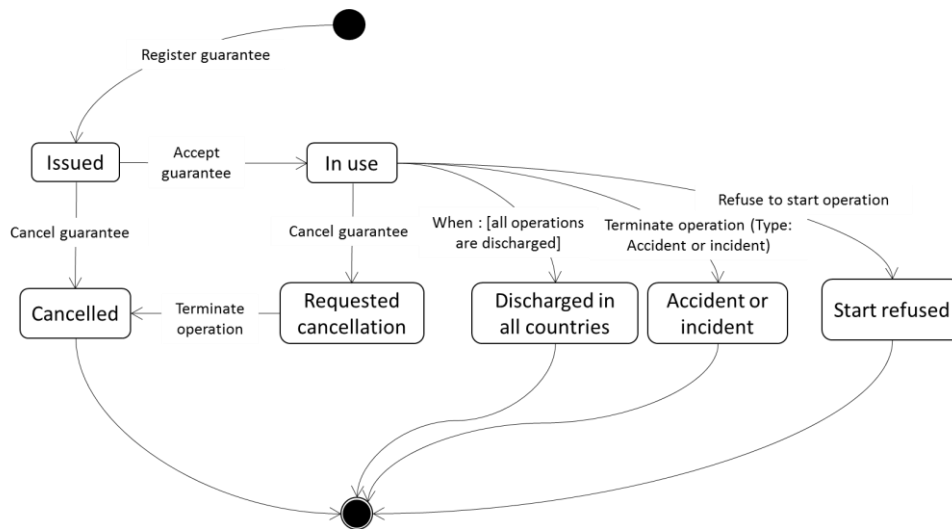 Register guarantee
Issued
Accept
guarantee
In use
Refuse to start operation
Cancel guarantee
Cancel guarantee
When : [all operations
are discharged]
Terminate operation (Type:
Accident or incident)
Cancelled
Terminate
operation
Requested
cancellation
Discharged in
all countries
Accident or
incident
Start refused